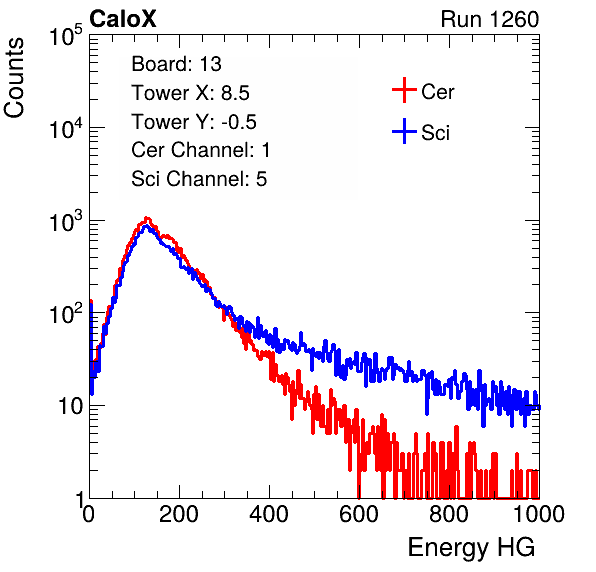 CaloX Run 1260
Counts
10^5
10^4
10^3
10^2
10
1
Board: 13
Tower X: 8.5
Tower Y: -0.5
Cer Channel: 1
Sci Channel: 5
Cer
Sci
0 200 400 600 800 1000
Energy HG